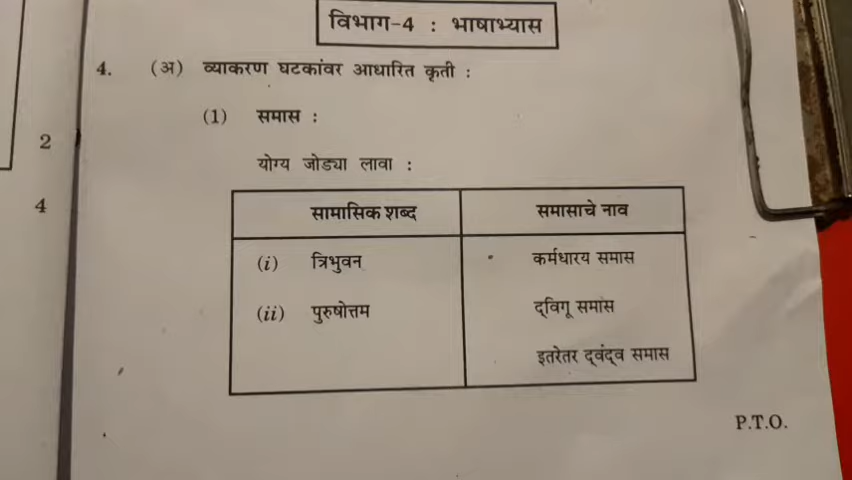 विभाग-4 : भाषाभ्यास
4. (अ) व्याकरण घटकांवर आधारित कृती :
(1) समास :
2
योग्य जोड्या लावा :
4
सामासिक शब्द समासाचे नाव
(i) त्रिभुवन कर्मधारय समास
(ii) पुरुषोत्तम द्‌विगू समास
इतरेतर द्‌वंद्‌व समास
P.T.O.